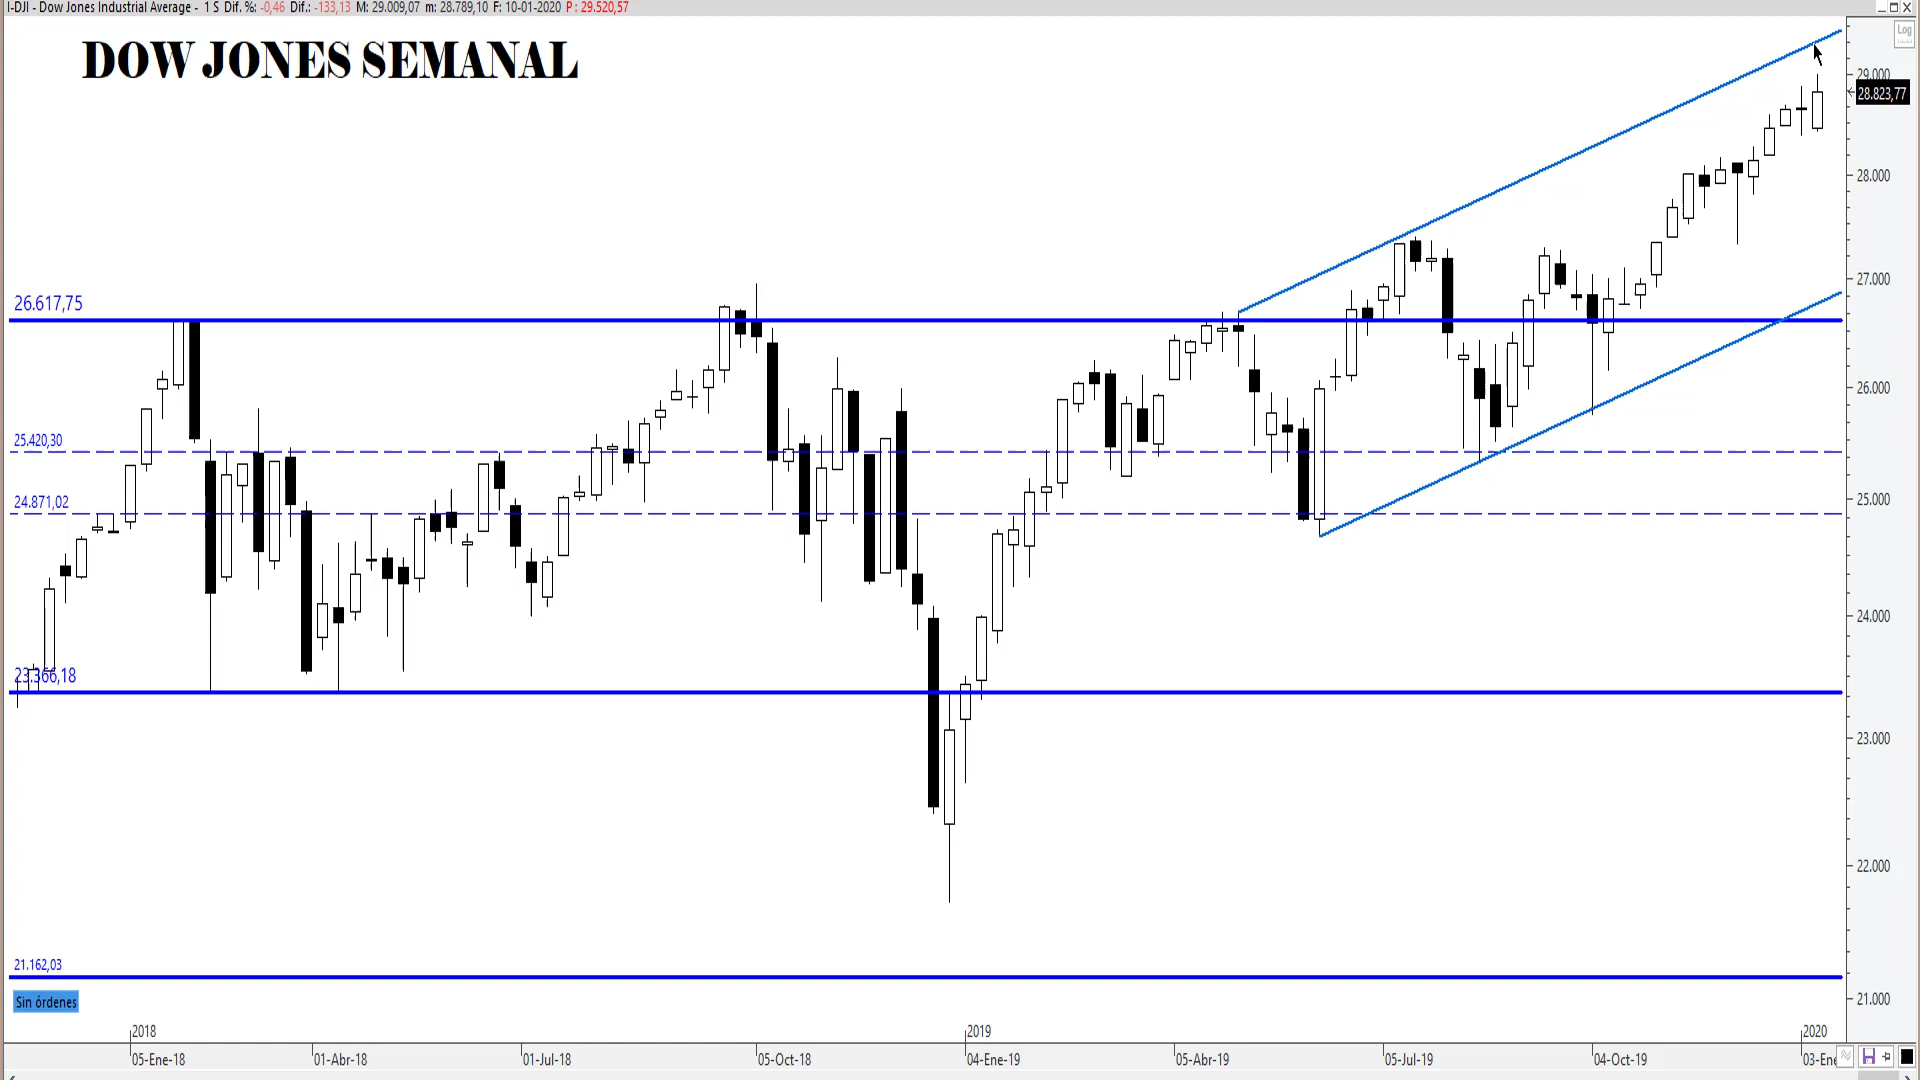 I-DJI - Dow Jones Industrial Average - 1 S Dif. %: -0,46 Dif.: -133,13 M: 29.009,07 m: 28.789,10 F: 10-01-2020 P: 29.520,57
DOW JONES SEMANAL
Log
29.000
28.823,77
28.000
27.000
26.617,75
26.000
25.420,30
25.000
24.871,02
24.000
23.366,18
23.000
22.000
21.162,03
21.000
Sin órdenes
2018 2019 2020
05-Ene-18 01-Abr-18 01-Jul-18 05-Oct-18 04-Ene-19 05-Abr-19 05-Jul-19 04-Oct-19 03-Ene